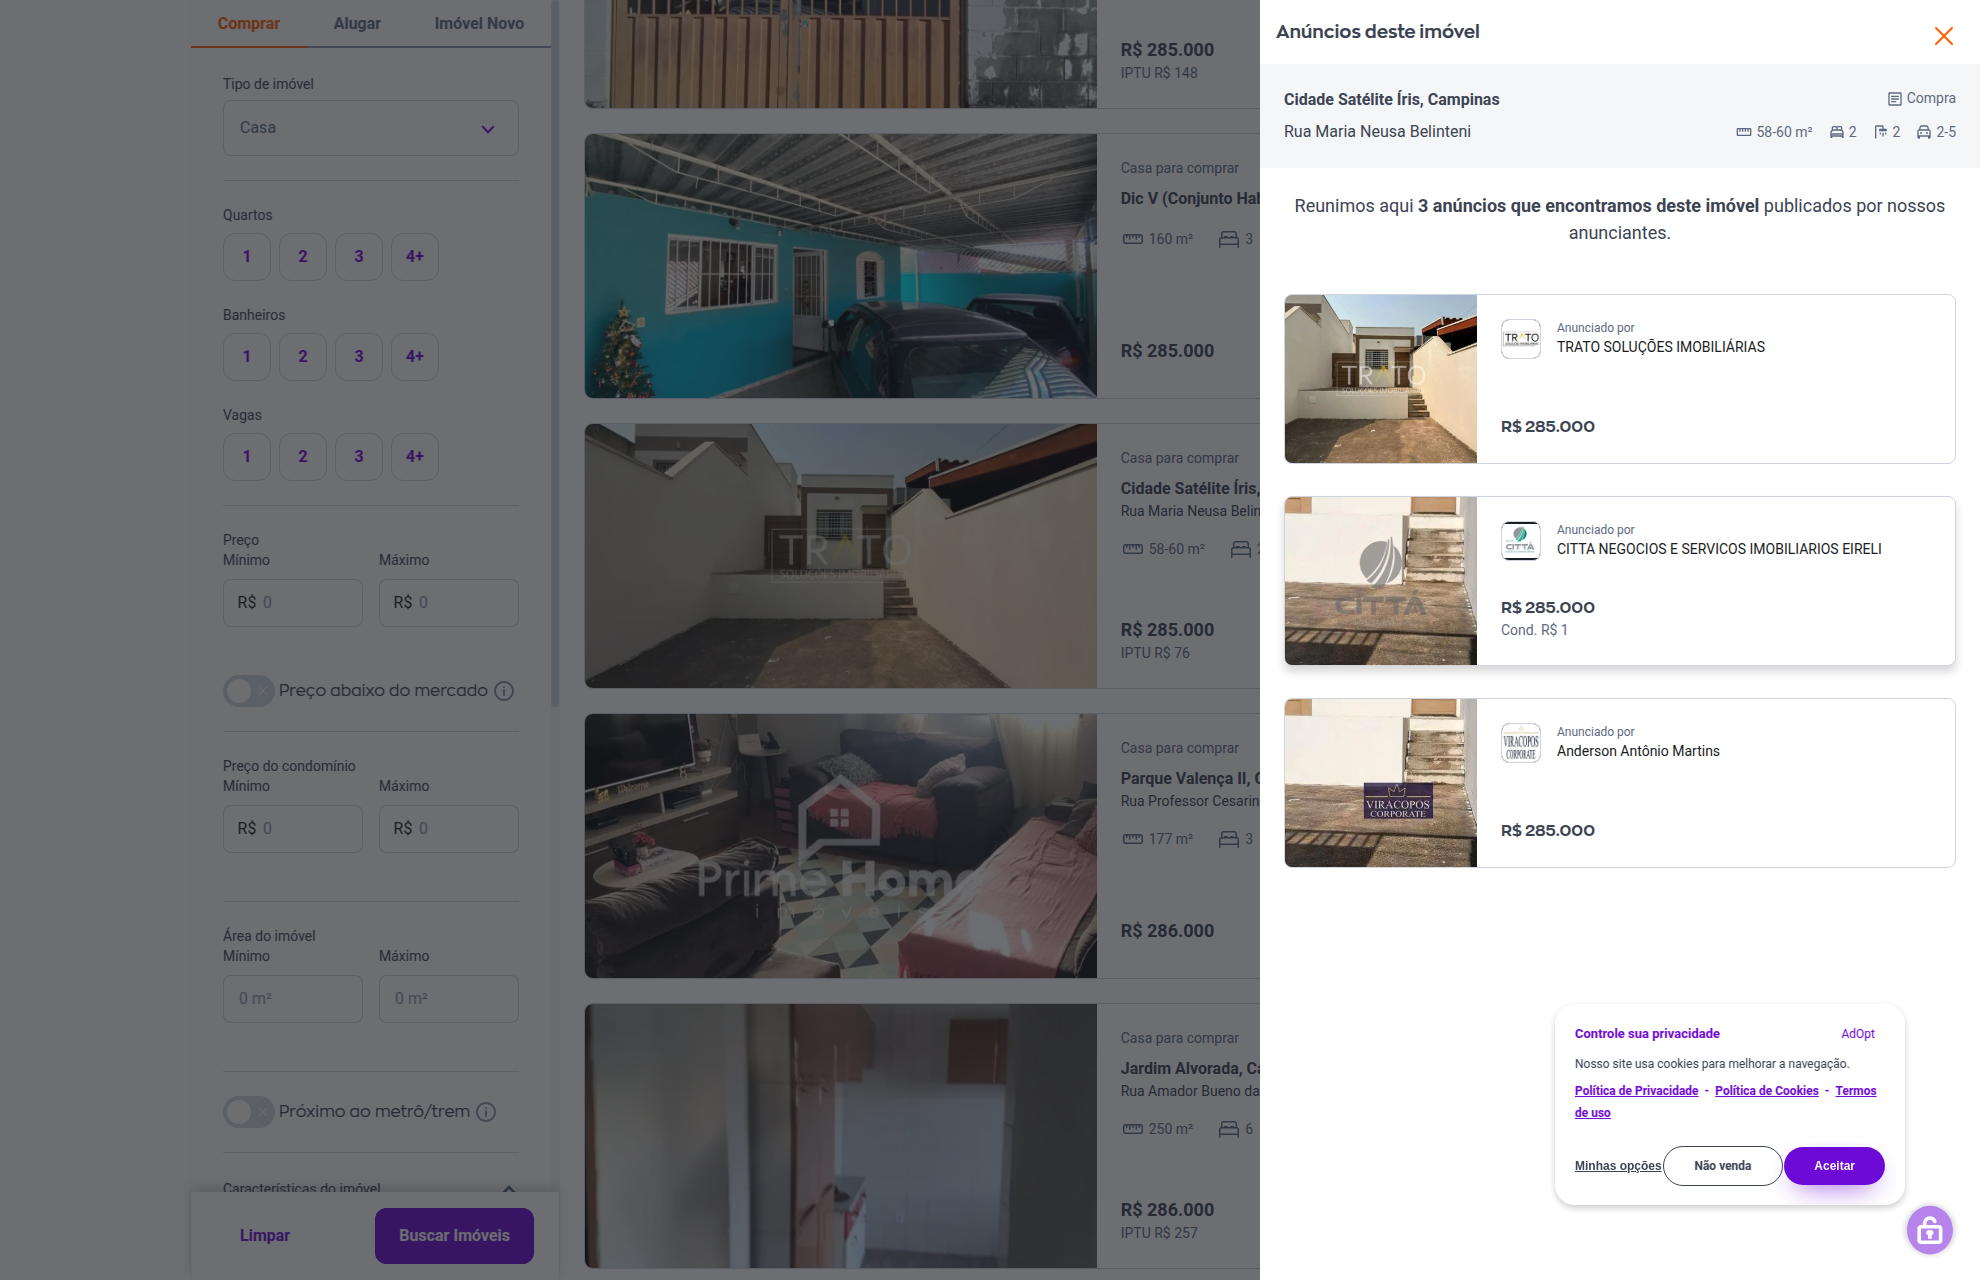 Comprar
Alugar
Imóvel Novo
Tipo de imóvel
Casa
Quartos
1
2
3
4+
Banheiros
1
2
3
4+
Vagas
1
2
3
4+
Preço
Mínimo
Máximo
R$ 0
R$ 0
Preço abaixo do mercado
Preço do condomínio
Mínimo
Máximo
R$ 0
R$ 0
Área do imóvel
Mínimo
Máximo
0 m²
0 m²
Próximo ao metrô/trem
Características do imóvel
Limpar
Buscar Imóveis
R$ 285.000
IPTU R$ 148
Casa para comprar
Dic V (Conjunto
160 m²
3
R$ 285.000
TRATO
SOLUÇÕES IMOBILIÁRIAS
Casa para comprar
Cidade Satélite Íris,
Rua Maria Neusa
58-60 m²
R$ 285.000
IPTU R$ 76
Welcome
Prime Home
imóveis
Casa para comprar
Parque Valença II,
Rua Professor
177 m²
3
R$ 286.000
Casa para comprar
Jardim Alvorada,
Rua Amador Bueno da
250 m²
6
R$ 286.000
IPTU R$ 257
Anúncios deste imóvel
Cidade Satélite Íris, Campinas
Compra
Rua Maria Neusa Belinteni
58-60 m²
2
2
2-5
Reunimos aqui 3 anúncios que encontramos deste imóvel publicados por nossos
anunciantes.
TRATO
SOLUÇÕES IMOBILIÁRIAS
TRATO
Anunciado por
TRATO SOLUÇÕES IMOBILIÁRIAS
R$ 285.000
CITTÁ
CITTÁ
Anunciado por
CITTA NEGOCIOS E SERVICOS IMOBILIARIOS EIRELI
R$ 285.000
Cond. R$ 1
VIRACOPOS
CORPORATE
VIRACOPOS
CORPORATE
Anunciado por
Anderson Antônio Martins
R$ 285.000
Controle sua privacidade
AdOpt
Nosso site usa cookies para melhorar a navegação.
Política de Privacidade - Política de Cookies - Termos
de uso
Minhas opções
Não venda
Aceitar